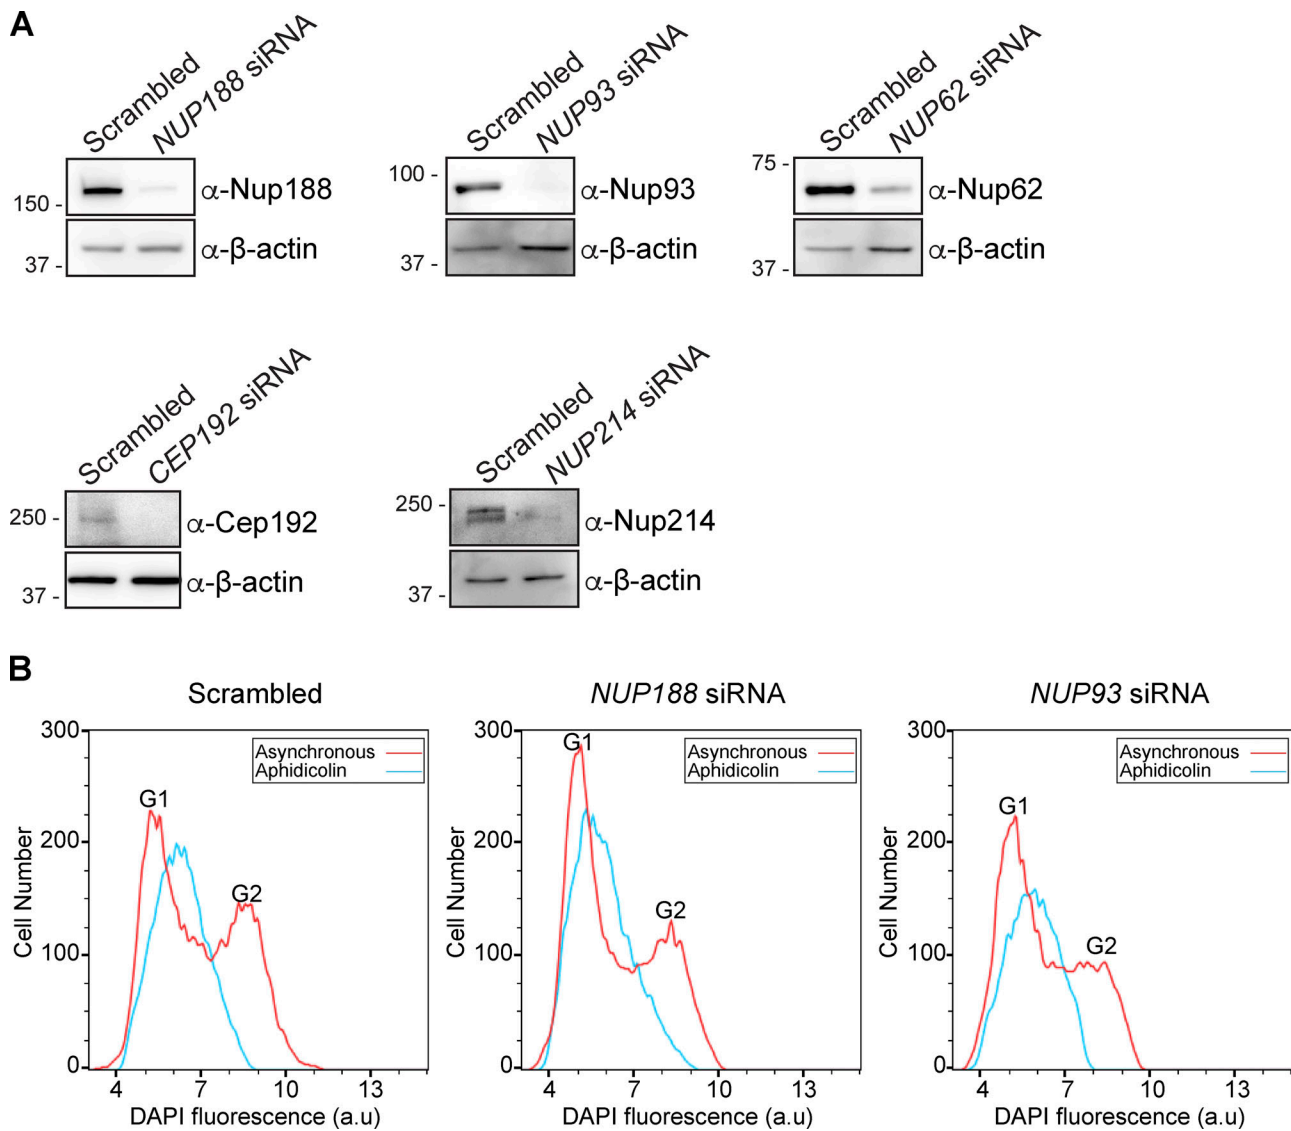 A
Scrambled
NUP188 siRNA
150 -
α-Nup188
37 -
α-β-actin
Scrambled
NUP93 siRNA
100 -
α-Nup93
37 -
α-β-actin
Scrambled
NUP62 siRNA
75 -
α-Nup62
37 -
α-β-actin
Scrambled
CEP192 siRNA
250 -
α-Cep192
37 -
α-β-actin
Scrambled
NUP214 siRNA
250 -
α-Nup214
37 -
α-β-actin
B
Scrambled
300
200
100
0
Cell Number
Asynchronous
Aphidicolin
G1
G2
4 7 10 13
DAPI fluorescence (a.u)
NUP188 siRNA
300
200
100
0
Cell Number
Asynchronous
Aphidicolin
G1
G2
4 7 10 13
DAPI fluorescence (a.u)
NUP93 siRNA
300
200
100
0
Cell Number
Asynchronous
Aphidicolin
G1
G2
4 7 10 13
DAPI fluorescence (a.u)